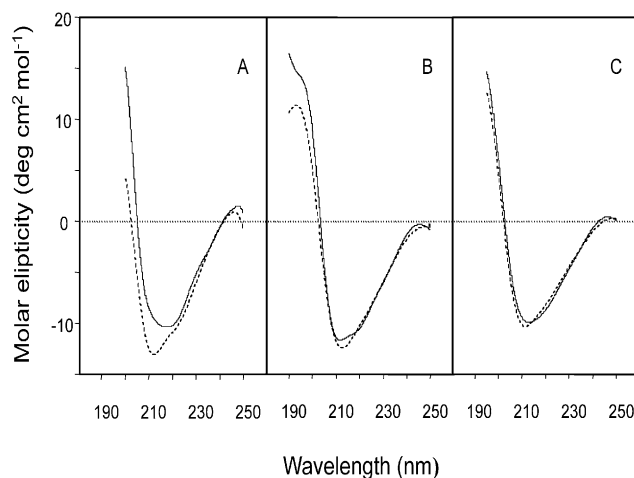 20
10
0
-10
Molar elipticity (deg cm2 mol-1)
A
B
C
190 210 230 250 190 210 230 250 190 210 230 250
Wavelength (nm)